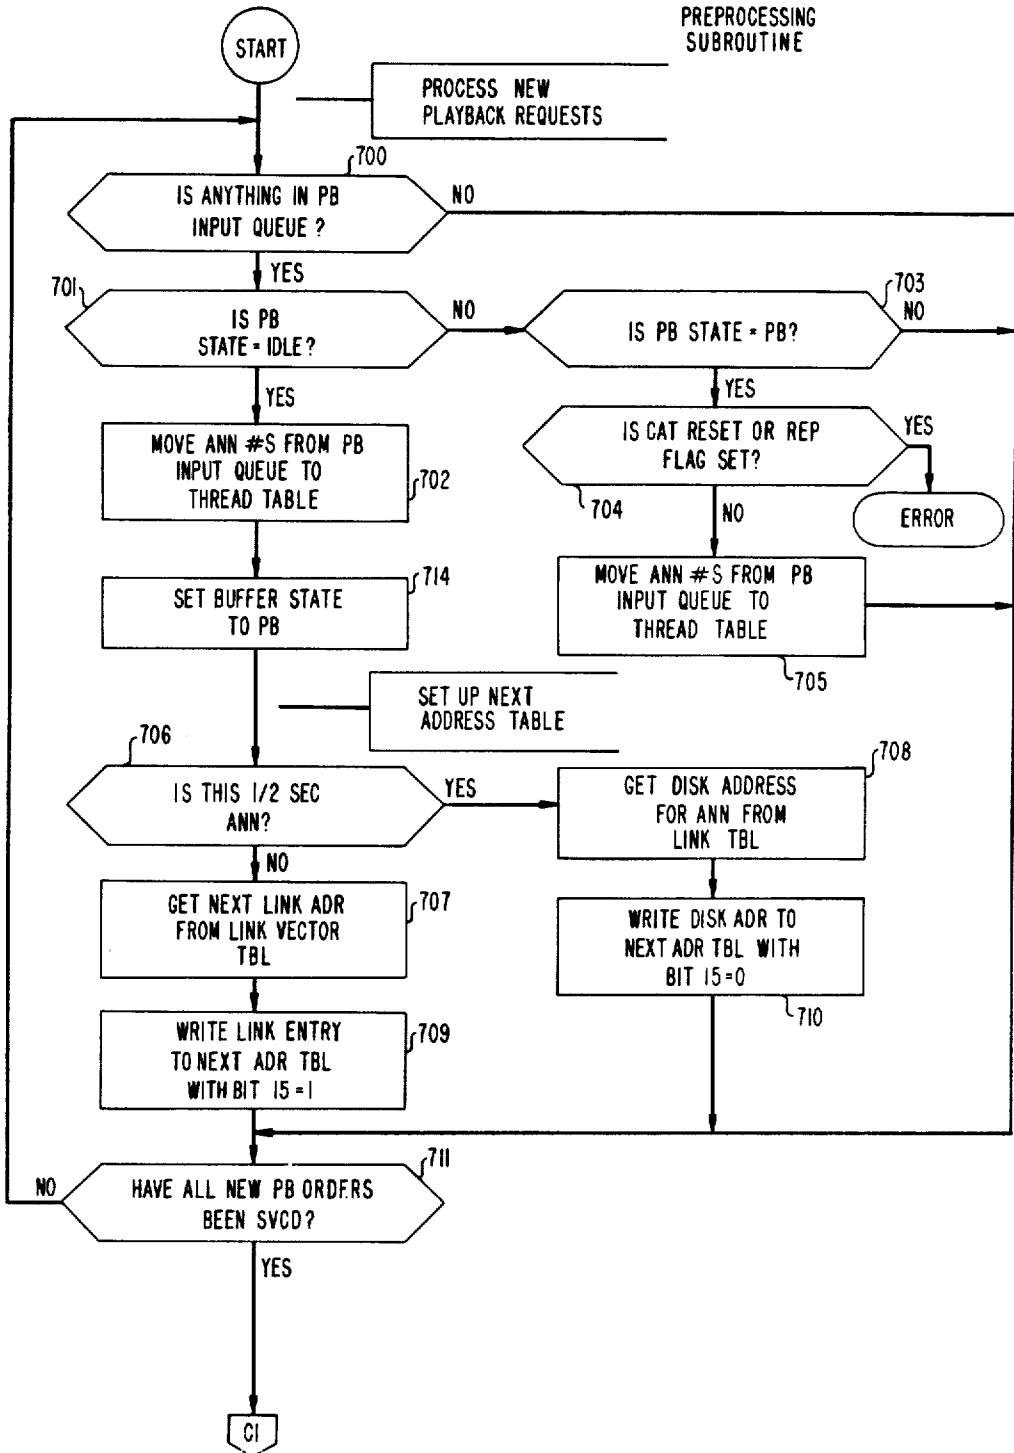 PREPROCESSING
SUBROUTINE
START
PROCESS NEW
PLAYBACK REQUESTS
700
IS ANYTHING IN PB
INPUT QUEUE ?
NO
YES
701
IS PB
STATE = IDLE?
NO
703
IS PB STATE = PB?
NO
YES
YES
MOVE ANN #S FROM PB
INPUT QUEUE TO
THREAD TABLE
702
IS CAT RESET OR REP
FLAG SET?
YES
704
NO
ERROR
714
SET BUFFER STATE
TO PB
MOVE ANN #S FROM PB
INPUT QUEUE TO
THREAD TABLE
705
SET UP NEXT
ADDRESS TABLE
706
IS THIS 1/2 SEC
ANN?
YES
NO
708
GET DISK ADDRESS
FOR ANN FROM
LINK TBL
GET NEXT LINK ADR
FROM LINK VECTOR
TBL
707
WRITE DISK ADR TO
NEXT ADR TBL WITH
BIT 15=0
710
WRITE LINK ENTRY
TO NEXT ADR TBL
WITH BIT 15=1
709
711
HAVE ALL NEW PB ORDERS
BEEN SVCD?
NO
YES
C1